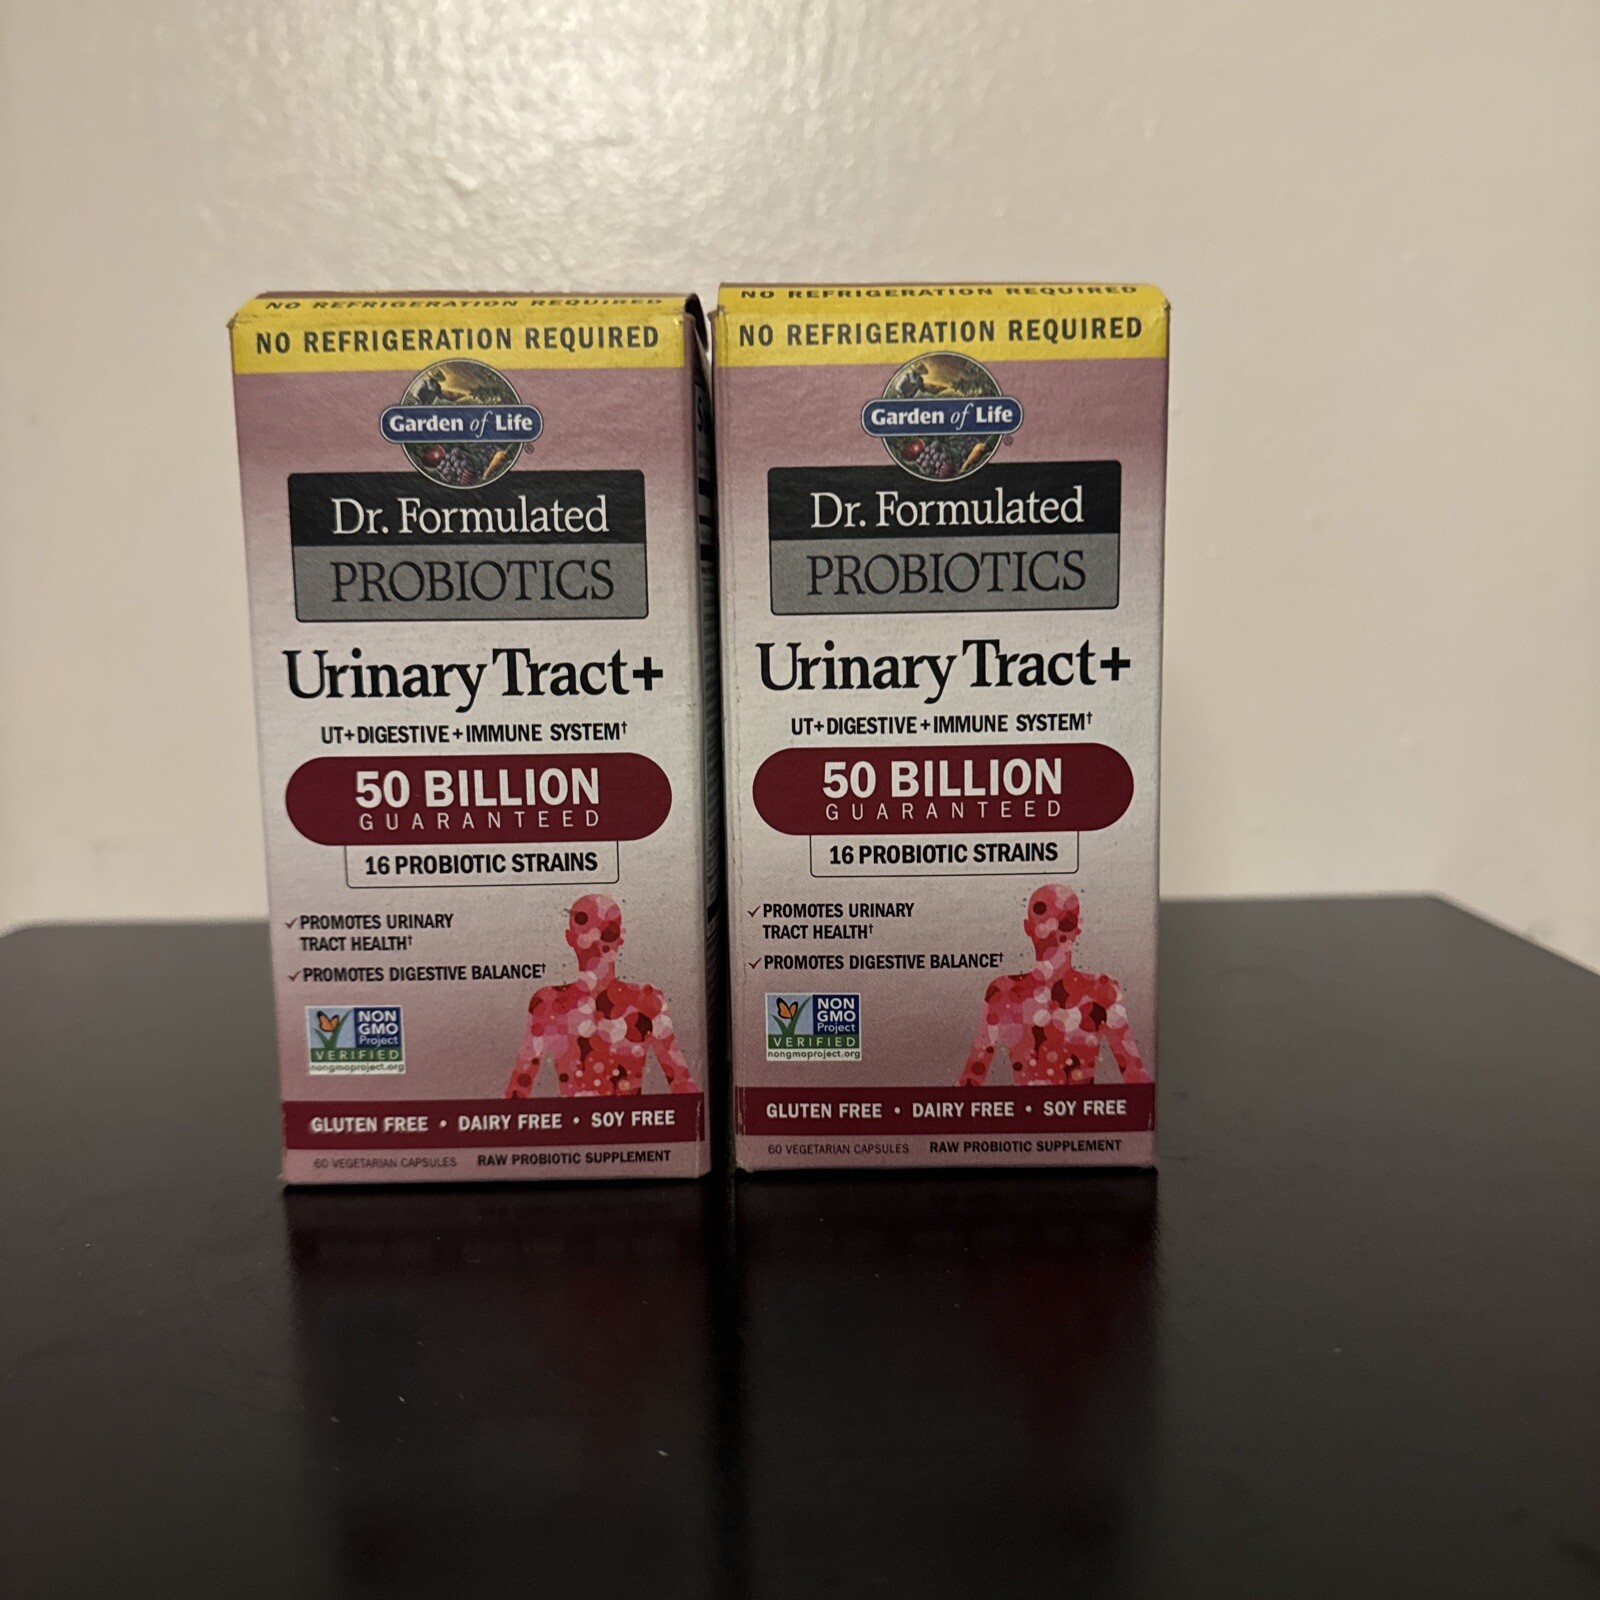 NO REFRIGERATION REQUIRED
NO REFRIGERATION REQUIRED
Garden of Life®
Dr. Formulated
PROBIOTICS
Urinary Tract+
UT+DIGESTIVE+IMMUNE SYSTEM†
50 BILLION
GUARANTEED
16 PROBIOTIC STRAINS
✓PROMOTES URINARY
TRACT HEALTH†
✓PROMOTES DIGESTIVE BALANCE†
NON
GMO
Project
VERIFIED
nongmoproject.org
GLUTEN FREE • DAIRY FREE • SOY FREE
60 VEGETARIAN CAPSULES RAW PROBIOTIC SUPPLEMENT
NO REFRIGERATION REQUIRED
NO REFRIGERATION REQUIRED
Garden of Life®
Dr. Formulated
PROBIOTICS
Urinary Tract+
UT+DIGESTIVE+IMMUNE SYSTEM†
50 BILLION
GUARANTEED
16 PROBIOTIC STRAINS
✓PROMOTES URINARY
TRACT HEALTH†
✓PROMOTES DIGESTIVE BALANCE†
NON
GMO
Project
VERIFIED
nongmoproject.org
GLUTEN FREE • DAIRY FREE • SOY FREE
60 VEGETARIAN CAPSULES RAW PROBIOTIC SUPPLEMENT